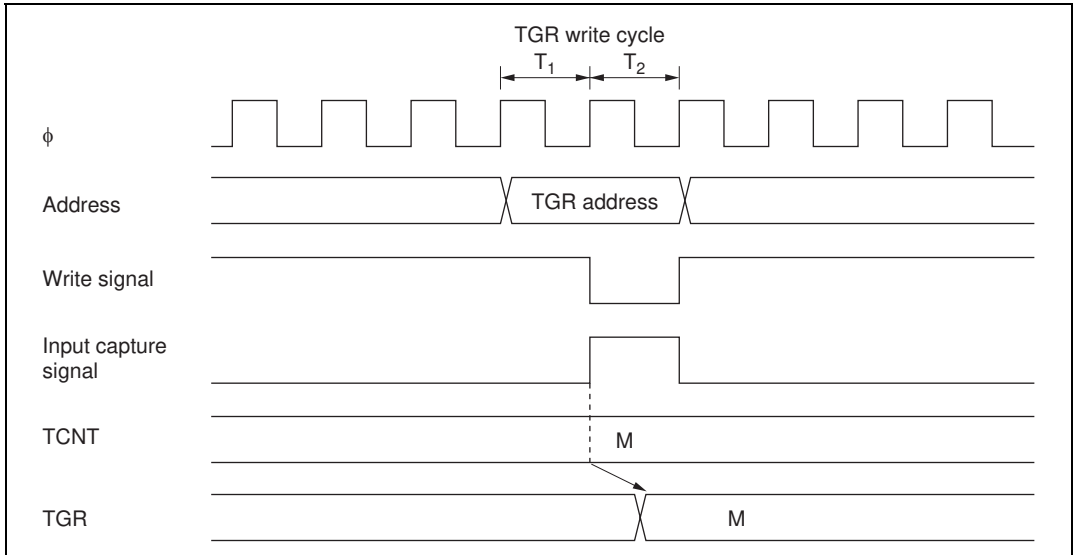 TGR write cycle
T1 T2
φ
Address
TGR address
Write signal
Input capture
signal
TCNT
M
TGR
M